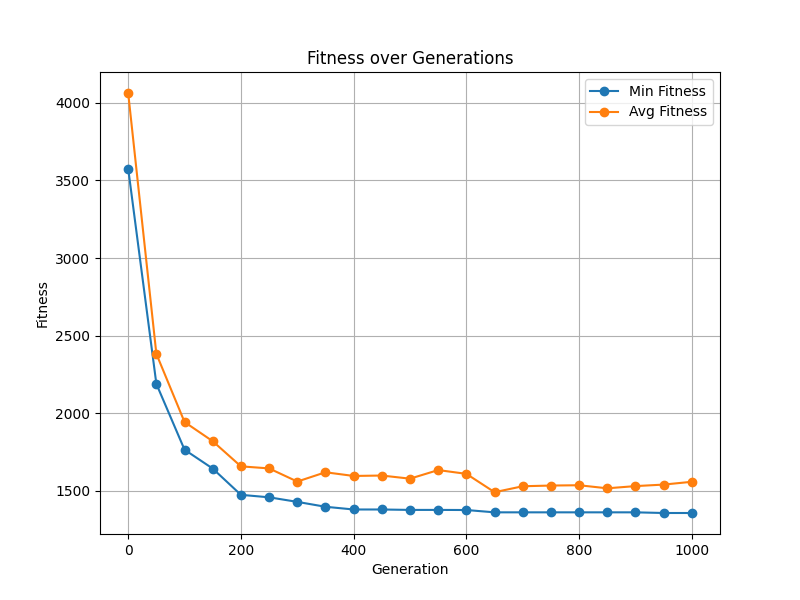 Fitness over Generations
Min Fitness
Avg Fitness
4000
3500
3000
2500
2000
1500
Fitness
0 200 400 600 800 1000
Generation